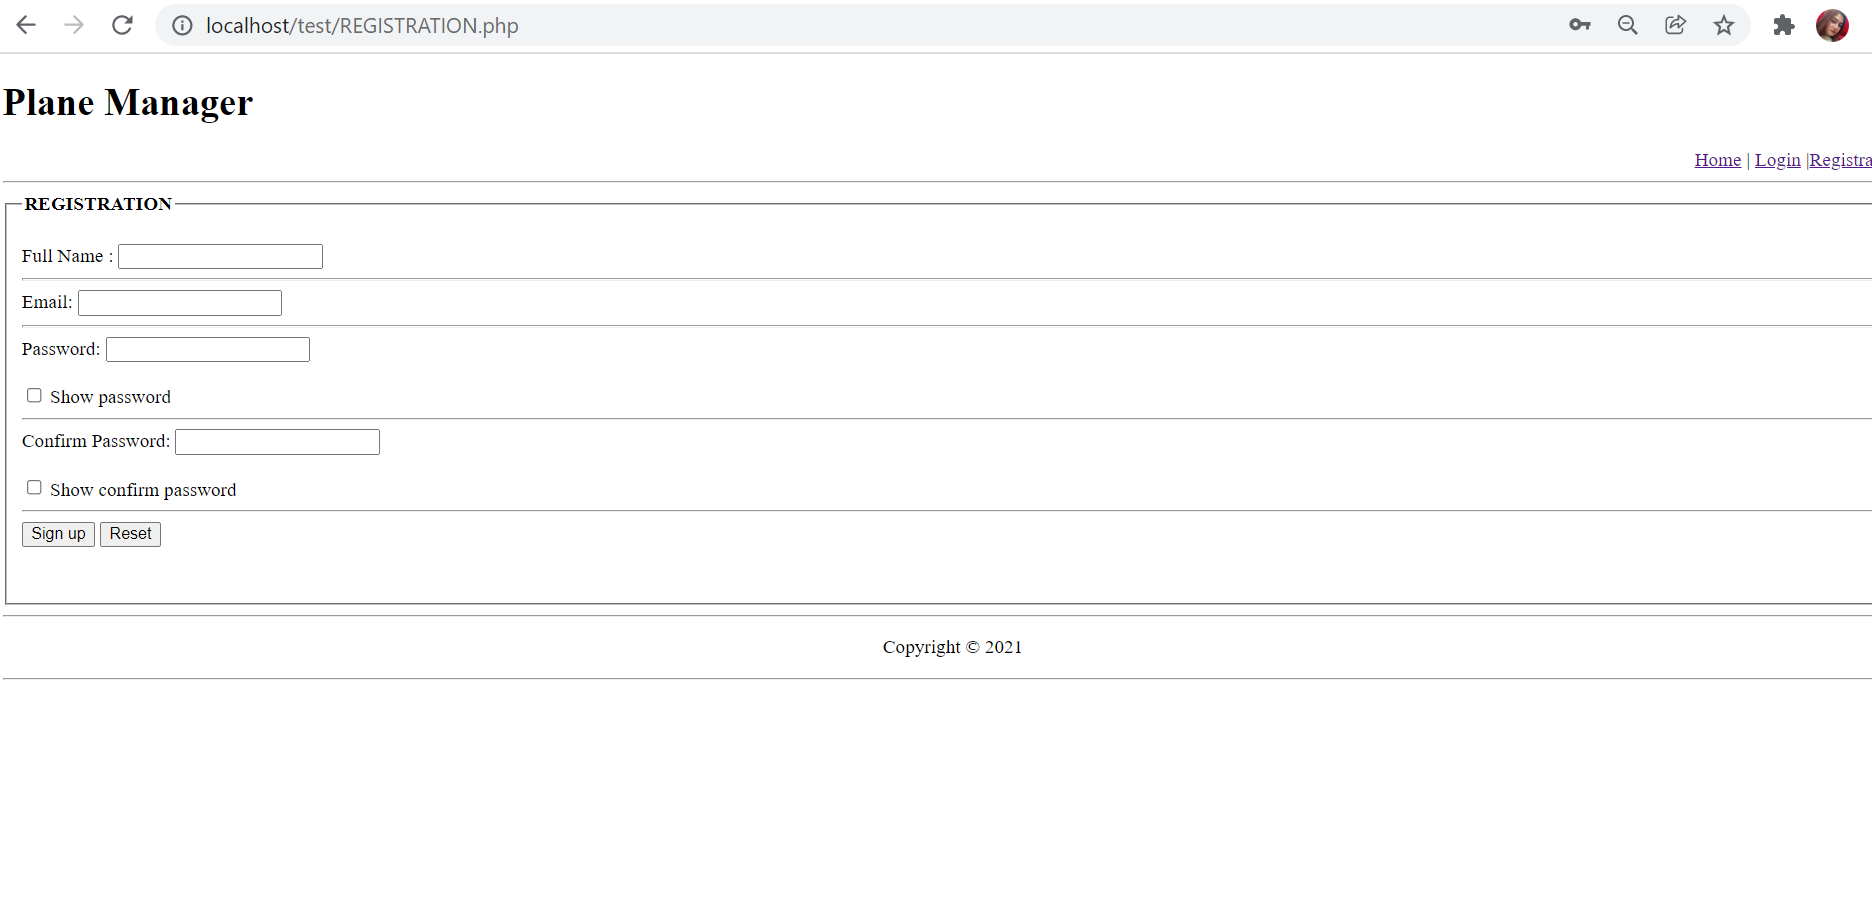 localhost/test/REGISTRATION.php
Plane Manager
Home | Login |Registra
REGISTRATION
Full Name :
Email:
Password:
Show password
Confirm Password:
Show confirm password
Sign up Reset
Copyright © 2021